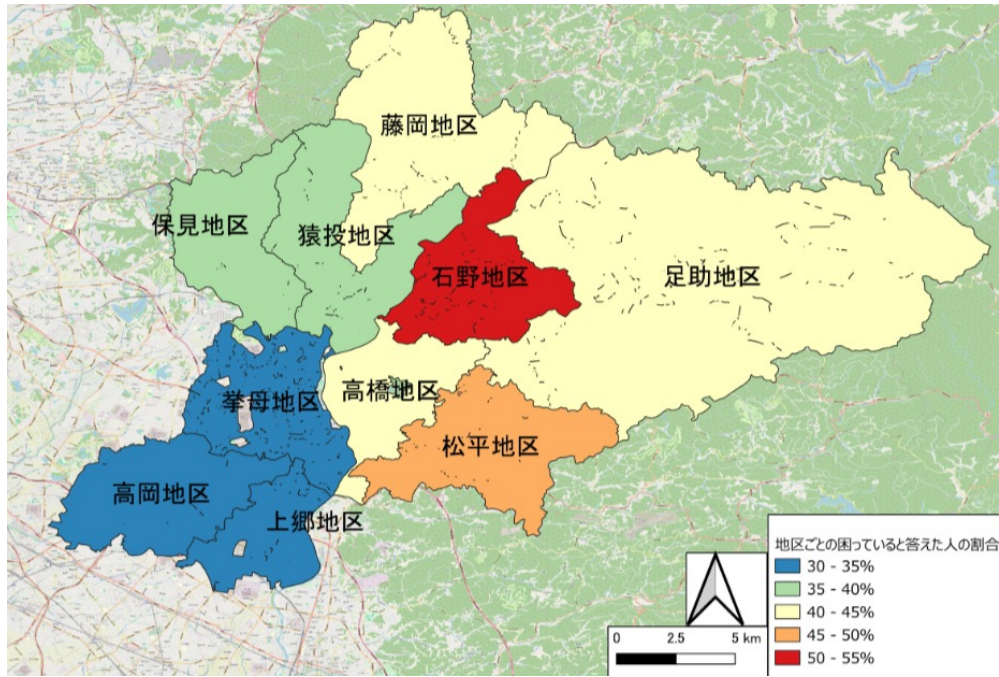 藤岡地区
保見地区
猿投地区
石野地区
足助地区
挙母地区
高橋地区
松平地区
高岡地区
上郷地区
地区ごとの困っていると答えた人の割合
30 - 35%
35 - 40%
40 - 45%
45 - 50%
50 - 55%
0 2.5 5 km